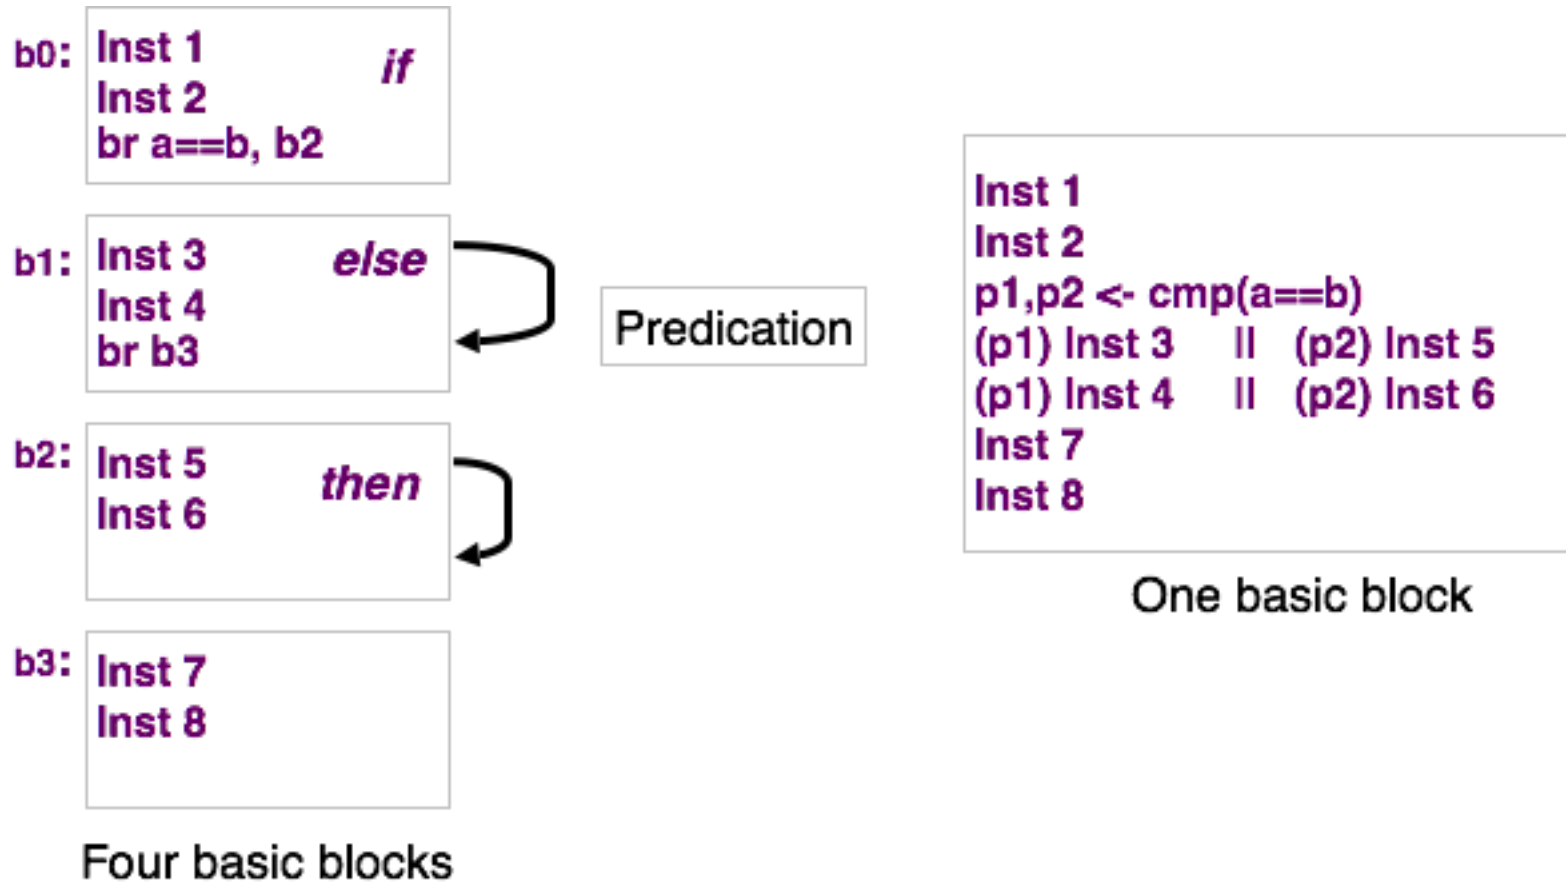 b0:
Inst 1
if
Inst 2
br a==b, b2
b1:
Inst 3
else
Inst 4
br b3
b2:
Inst 5
then
Inst 6
b3:
Inst 7
Inst 8
Four basic blocks
Predication
Inst 1
Inst 2
p1,p2 <- cmp(a==b)
(p1) Inst 3 || (p2) Inst 5
(p1) Inst 4 || (p2) Inst 6
Inst 7
Inst 8
One basic block